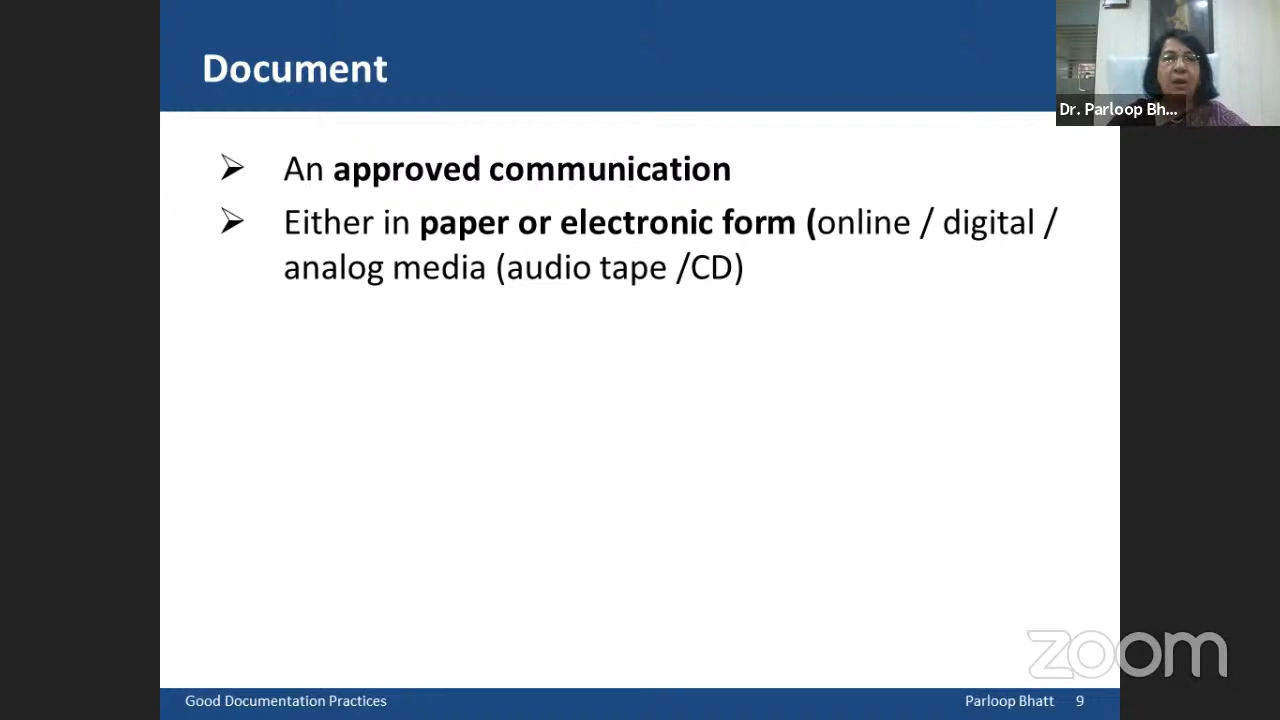 Document
Dr. Parloop Bh...
➢ An approved communication
➢ Either in paper or electronic form (online / digital /
analog media (audio tape /CD)
zoom
Good Documentation Practices
Parloop Bhatt 9